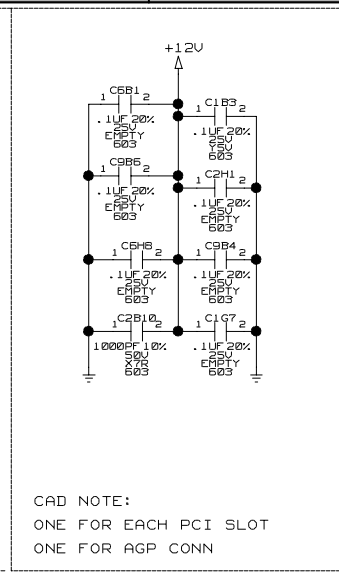 +12V
C6B1
1 2
.1UF 20%
25V
EMPTY
603
C1B3
1 2
.1UF 20%
25V
Y5V
603
C9B6
1 2
.1UF 20%
25V
EMPTY
603
C2H1
1 2
.1UF 20%
25V
EMPTY
603
C6H8
1 2
.1UF 20%
25V
EMPTY
603
C9B4
1 2
.1UF 20%
25V
EMPTY
603
C2B10
1 2
1000PF 10%
50V
X7R
603
C1G7
1 2
.1UF 20%
25V
EMPTY
603
CAD NOTE:
ONE FOR EACH PCI SLOT
ONE FOR AGP CONN